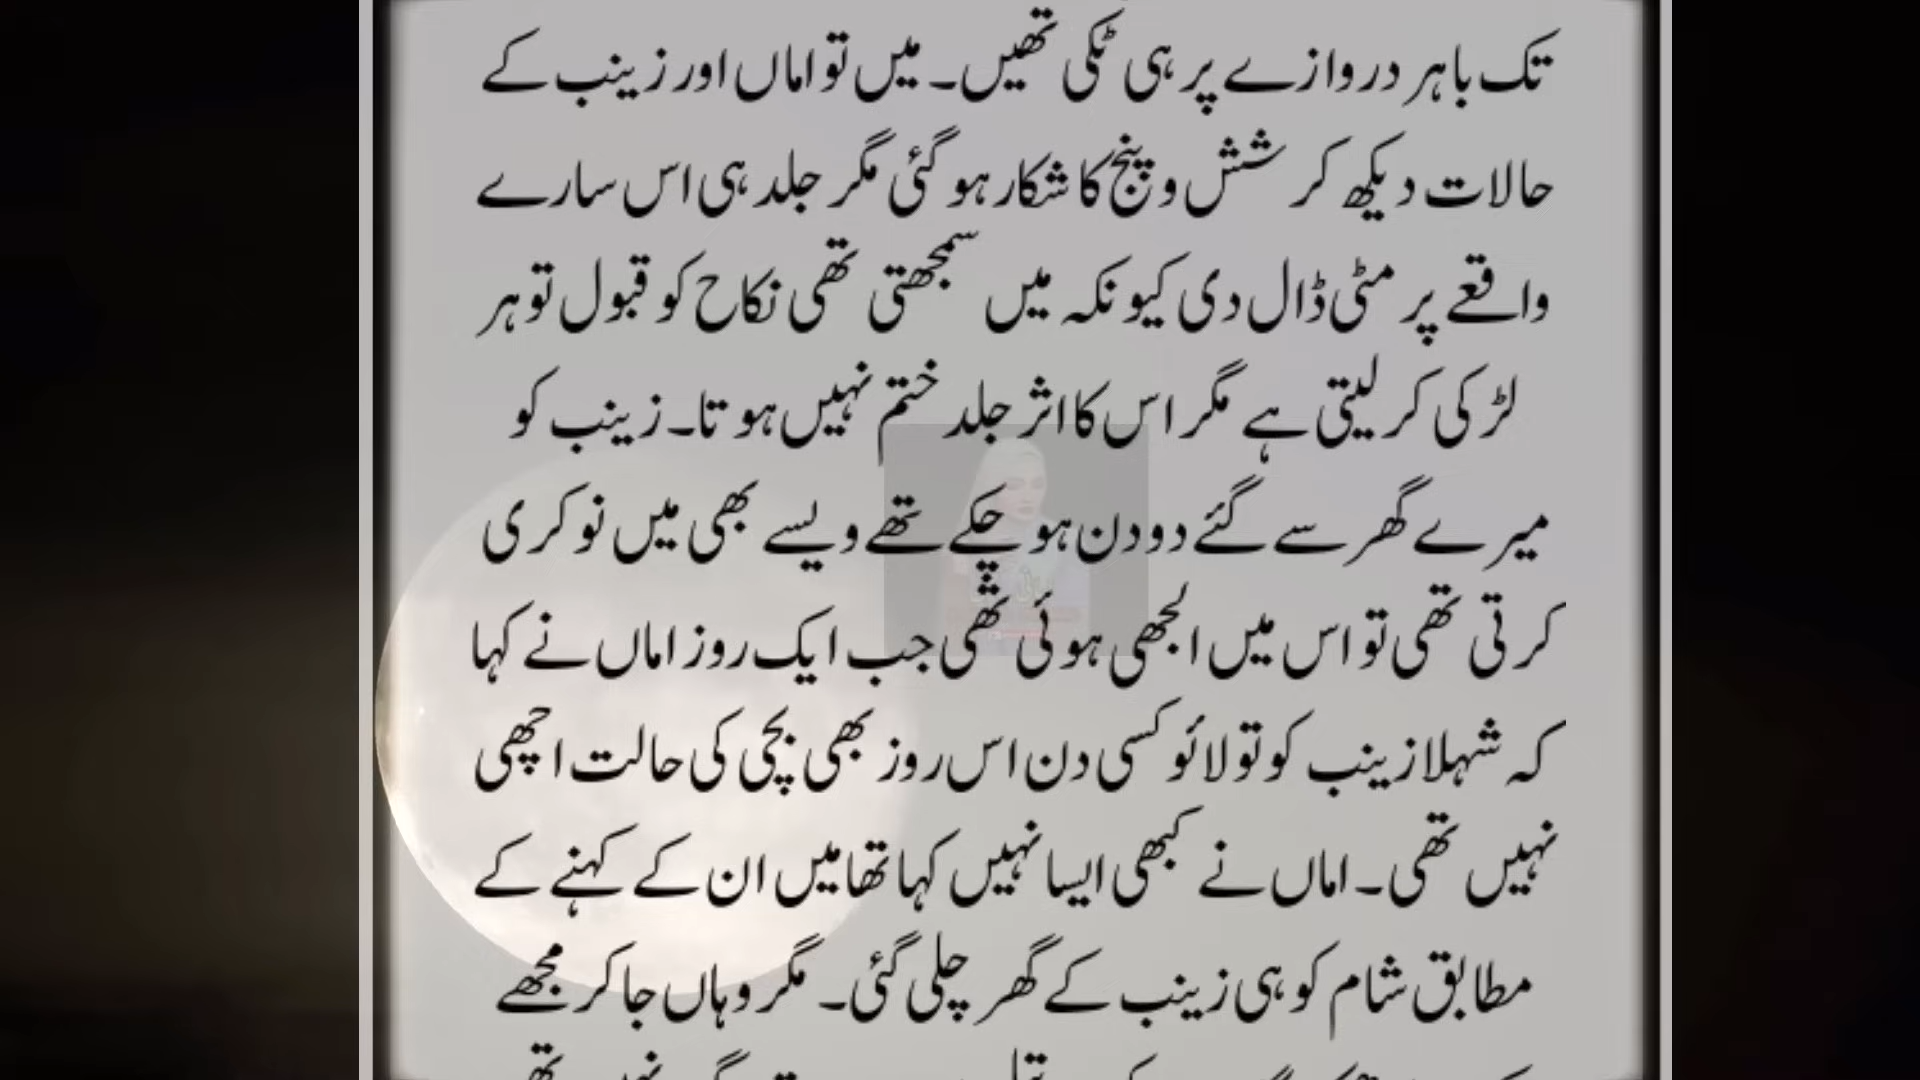 تک باہر دروازے پر ہی ٹکی تھیں۔ میں تو اماں اور زینب کے
حالات دیکھ کر شش و پنج کا شکار ہو گئی مگر جلد ہی اس سارے
واقعے پر مٹی ڈال دی کیونکہ میں سمجھتی تھی نکاح کو قبول تو ہر
لڑکی کر لیتی ہے مگر اس کا اثر جلد ختم نہیں ہوتا۔ زینب کو
میرے گھر سے گئے دو دن ہو چکے تھے ویسے بھی میں نوکری
کرتی تھی تو اس میں الجھی ہوئی تھی جب ایک روز اماں نے کہا
کہ شہلا زینب کو تو لائو کسی دن اس روز بھی بچی کی حالت اچھی
نہیں تھی۔ اماں نے کبھی ایسا نہیں کہا تھا میں ان کے کہنے کے
مطابق شام کو ہی زینب کے گھر چلی گئی۔ مگر وہاں جا کر مجھے